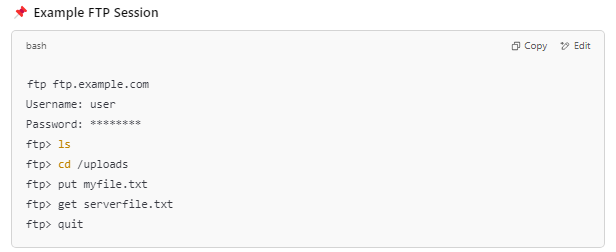 📌 Example FTP Session
bash
Copy Edit
ftp ftp.example.com
Username: user
Password: ********
ftp> ls
ftp> cd /uploads
ftp> put myfile.txt
ftp> get serverfile.txt
ftp> quit